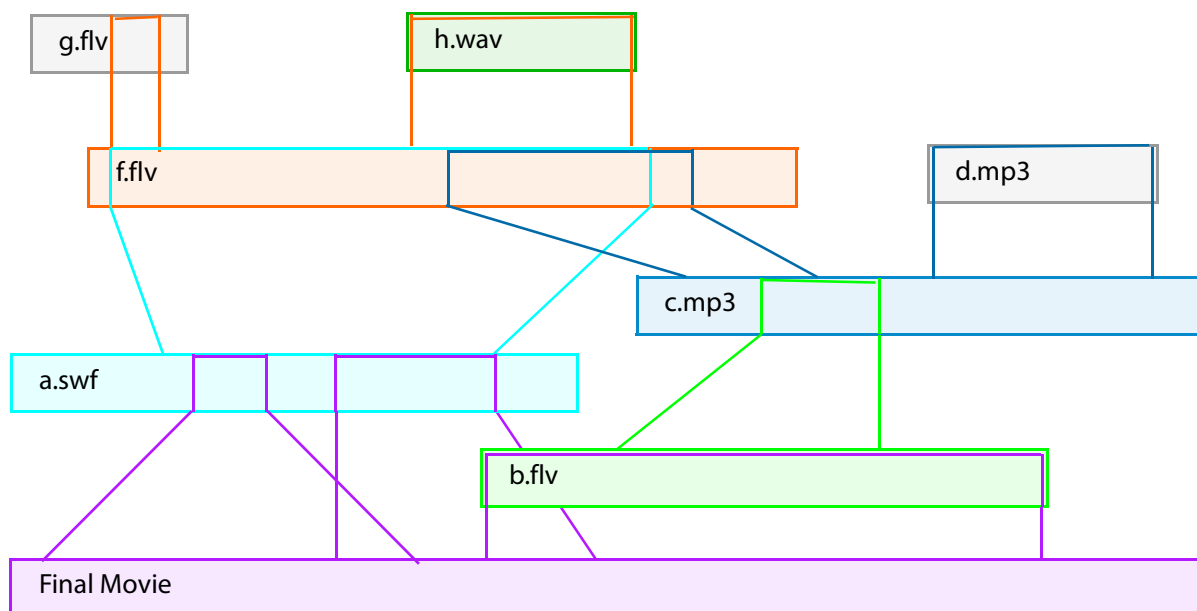 g.flv
h.wav
f.flv
d.mp3
c.mp3
a.swf
b.flv
Final Movie